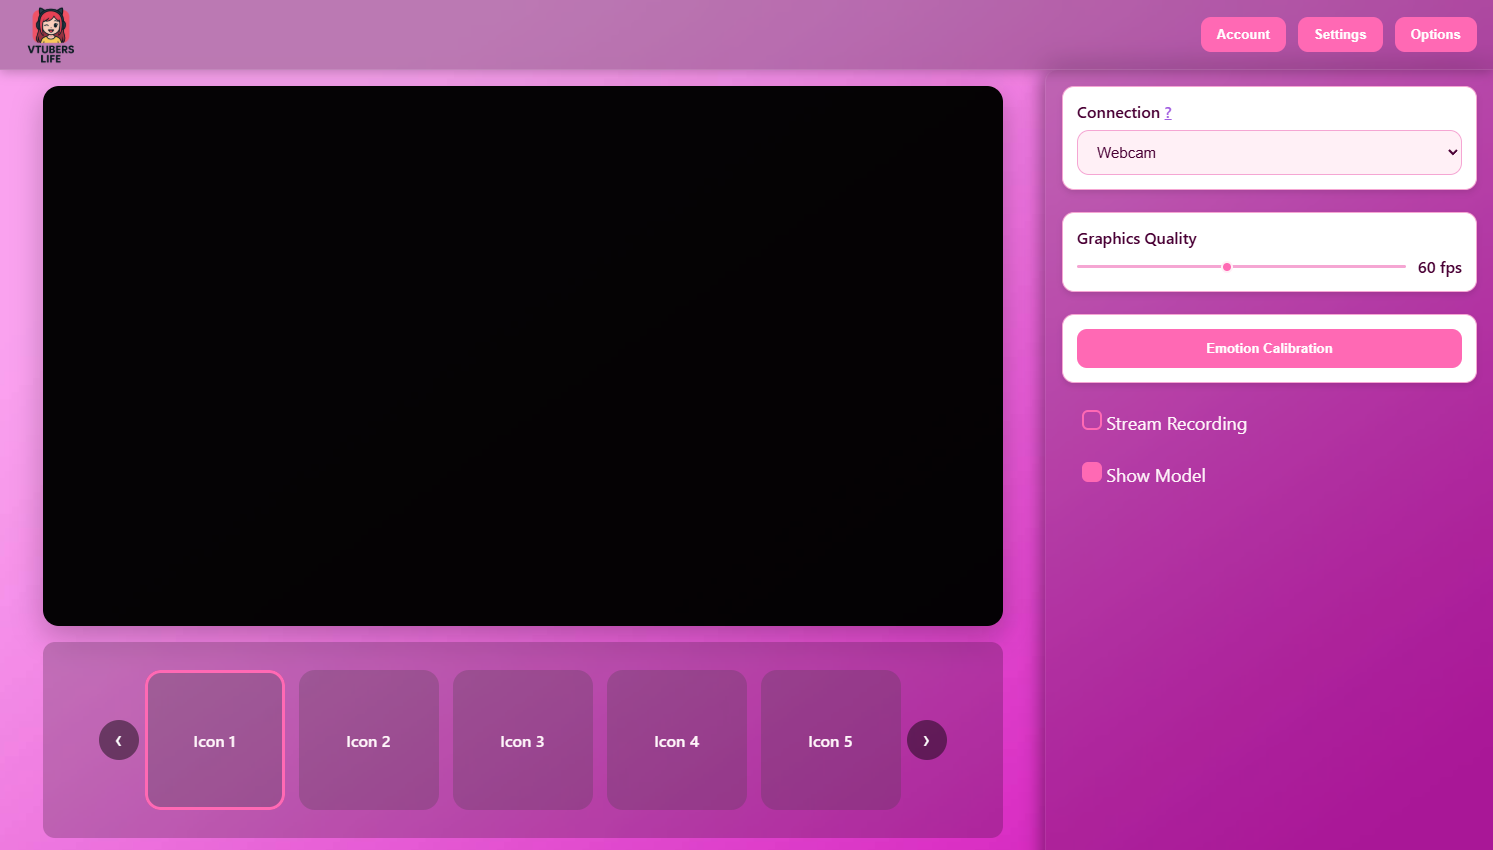 VTUBERS
LIFE
Account
Settings
Options
Connection ?
Webcam
Graphics Quality
60 fps
Emotion Calibration
Stream Recording
Show Model
‹
Icon 1
Icon 2
Icon 3
Icon 4
Icon 5
›